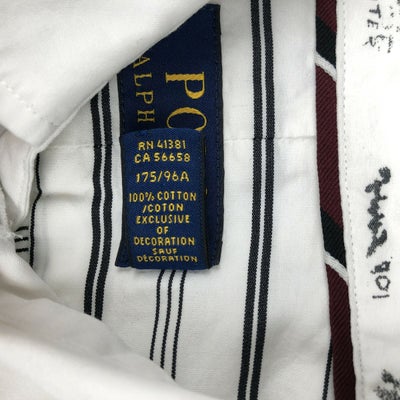 PO
ALPH
RN 41381
CA 56658
175/96A
100% COTTON
/COTON
EXCLUSIVE
OF
DECORATION
SAUF
DÉCORATION